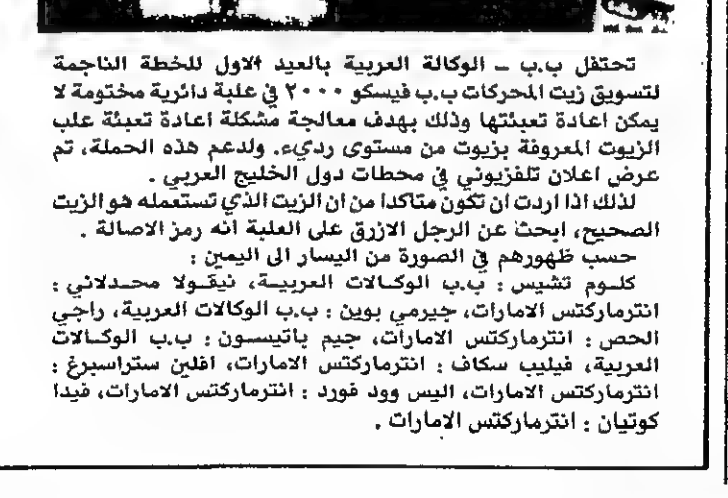 تحتفل ب.ب ــ الوكالة العربية بالعيد الاول للخطة الناجمة
لتسويق زيت المحركات ب.ب فيسكو ٢٠٠٠ في علبة دائرية مختومة لا
يمكن اعادة تعبئتها وذلك بهدف معالجة مشكلة اعادة تعبئة علب
الزيوت المعروفة بزيوت من مستوى رديء. ولدعم هذه الحملة، تم
عرض اعلان تلفزيوني في محطات دول الخليج العربي .
لذلك اذا اردت ان تكون متاكدا من ان الزيت الذي تستعمله هو الزيت
الصحيح، ابحث عن الرجل الازرق على العلبة انه رمز الاصالة .
حسب ظهورهم في الصورة من اليسار الى اليمين :
كلوم تشيس : ب.ب الوكالات العربية، نيقولا مجدلاني :
انترماركتس الامارات، جيرمي بوين : ب.ب الوكالات العربية، راجي
الحص : انترماركتس الامارات، جيم باتيسون : ب.ب الوكالات
العربية، فيليب سكاف : انترماركتس الامارات، افلين ستراسبرغ :
انترماركتس الامارات، اليس وود فورد : انترماركتس الامارات، فيدا
كوتيان : انترماركتس الامارات .